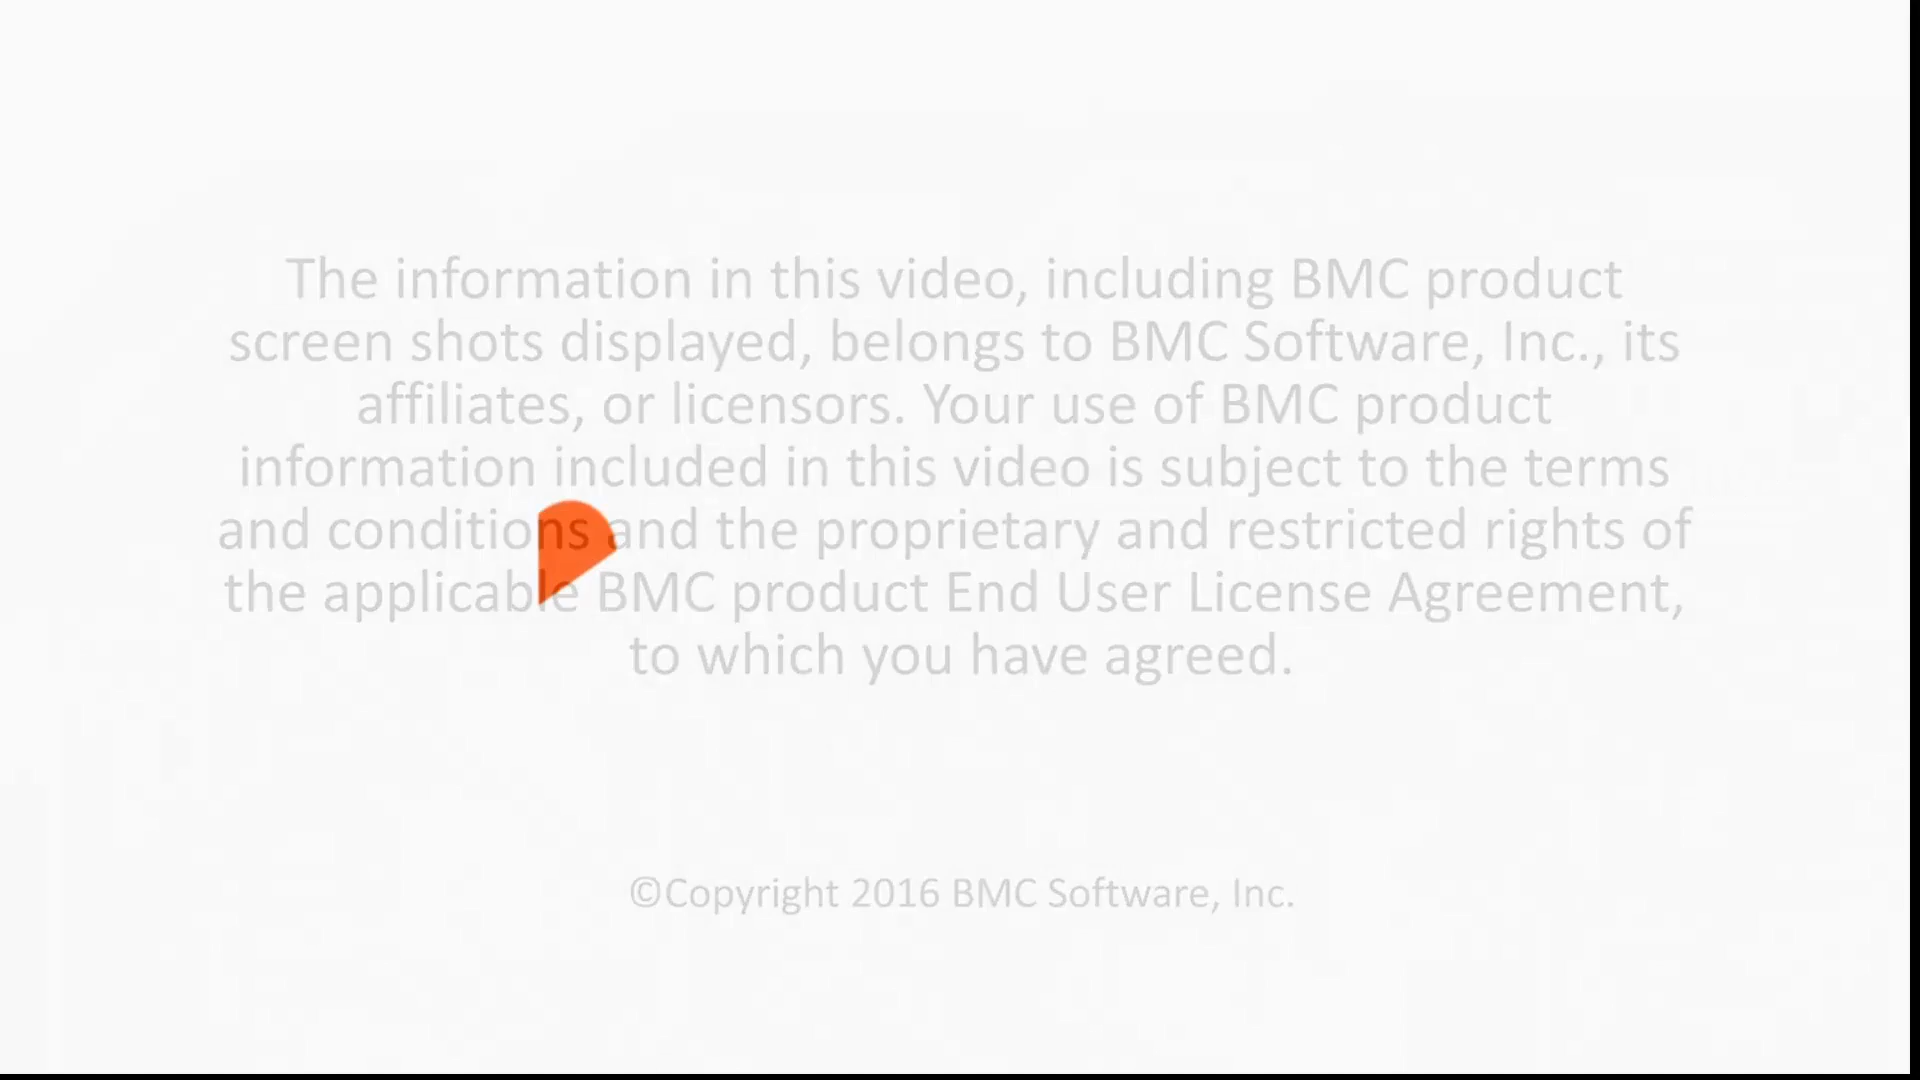 The information in this video, including BMC product
screen shots displayed, belongs to BMC Software, Inc., its
affiliates, or licensors. Your use of BMC product
information included in this video is subject to the terms
and conditions and the proprietary and restricted rights of
the applicable BMC product End User License Agreement,
to which you have agreed.
©Copyright 2016 BMC Software, Inc.